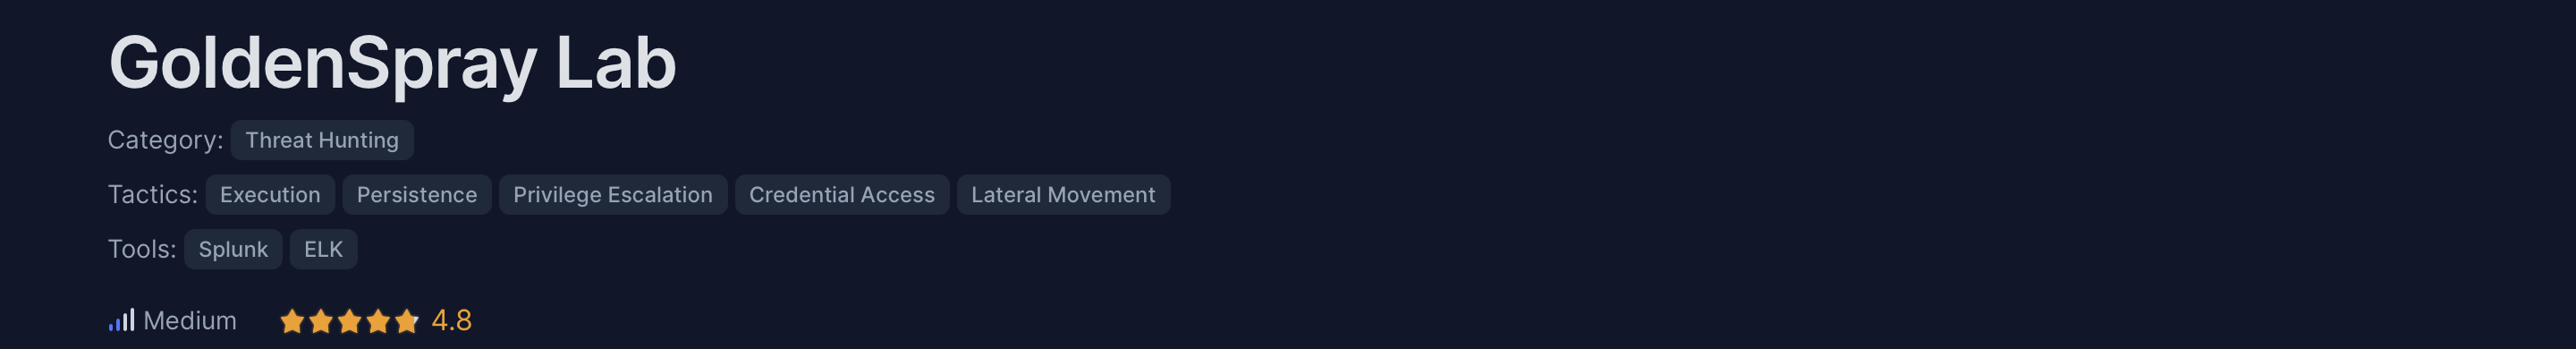 GoldenSpray Lab
Category: Threat Hunting
Tactics: Execution Persistence Privilege Escalation Credential Access Lateral Movement
Tools: Splunk ELK
Medium 4.8